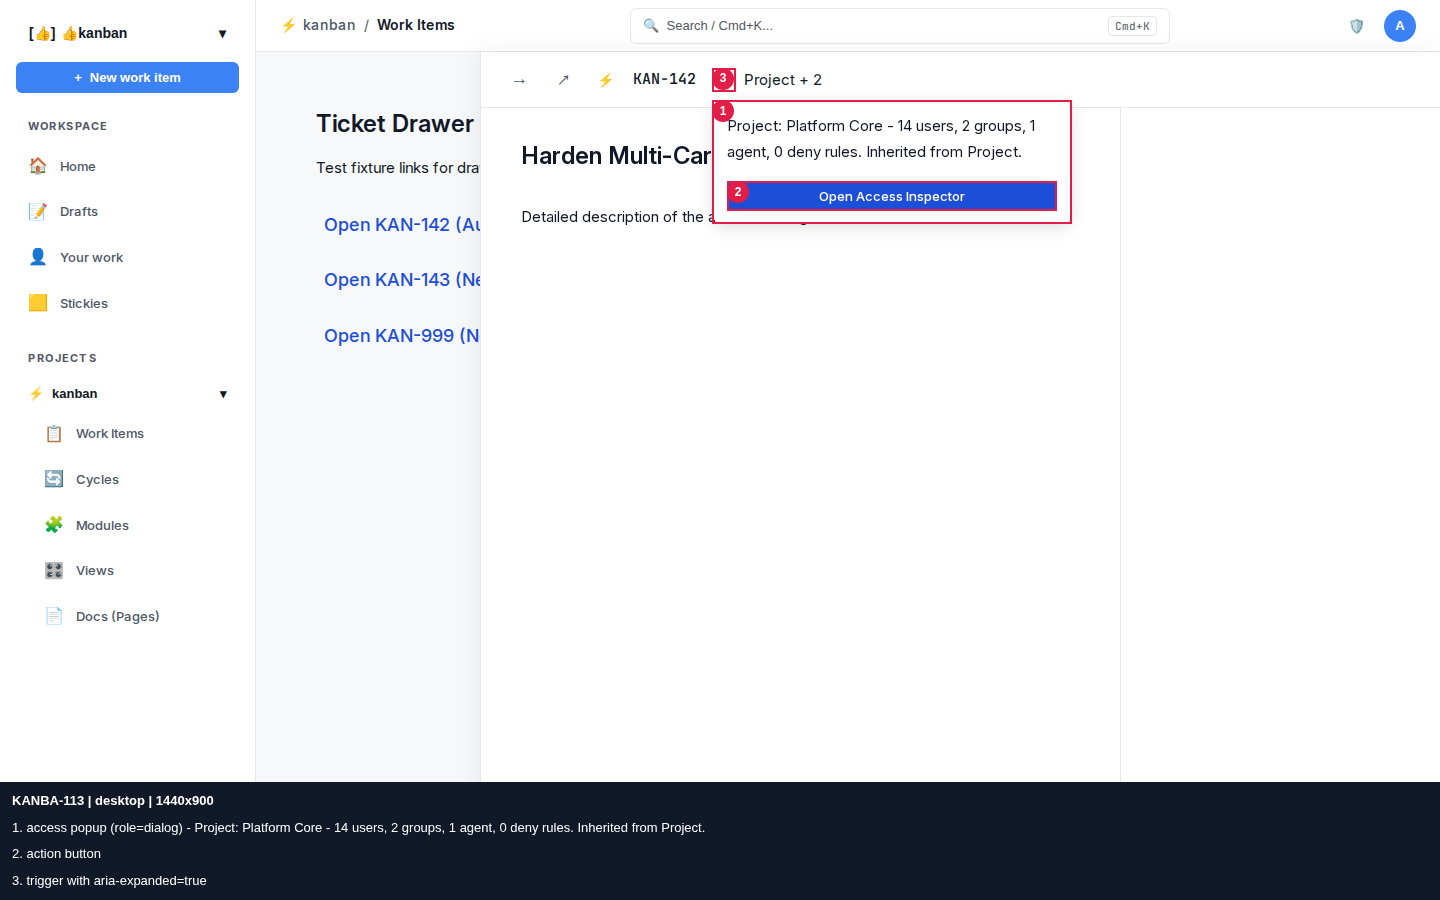 [👍] 👍kanban ▾
+ New work item
WORKSPACE
Home
Drafts
Your work
Stickies
PROJECTS
kanban ▾
Work Items
Cycles
Modules
Views
Docs (Pages)
kanban / Work Items
Search / Cmd+K...
Cmd+K
A
Ticket Drawer
Test fixture links for
Open KAN-142
Open KAN-143
Open KAN-999
→ ↗ KAN-142 3 Project + 2
Harden
Detailed description of the
1
Project: Platform Core - 14 users, 2 groups, 1
agent, 0 deny rules. Inherited from Project.
2 Open Access Inspector
KANBA-113 | desktop | 1440x900
1. access popup (role=dialog) - Project: Platform Core - 14 users, 2 groups, 1 agent, 0 deny rules. Inherited from Project.
2. action button
3. trigger with aria-expanded=true